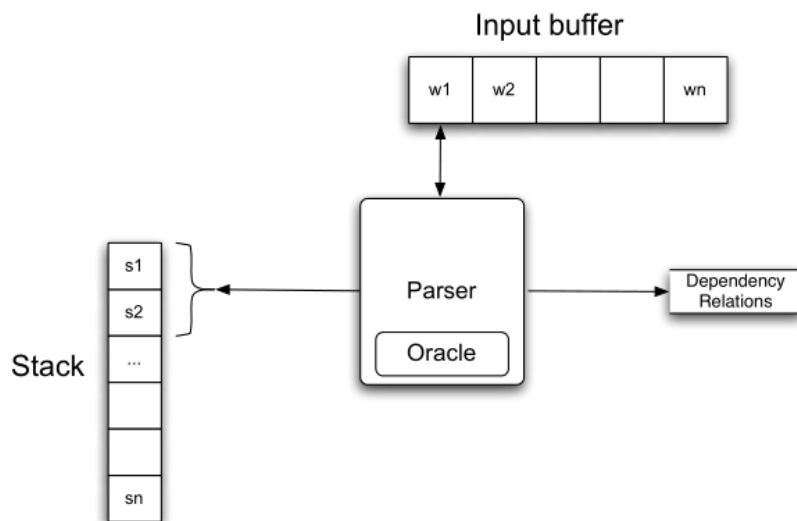 Input buffer
w1 w2 wn
s1
s2
...
sn
Stack
Parser
Oracle
Dependency
Relations